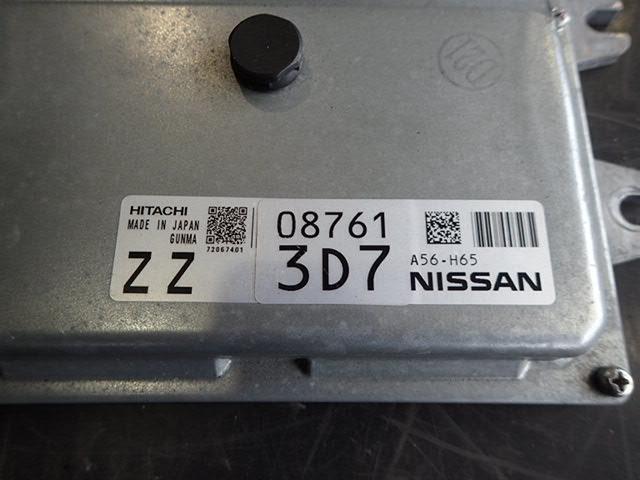 HITACHI
MADE IN JAPAN
GUNMA
72067401
ZZ
08761
3D7
A56-H65
NISSAN